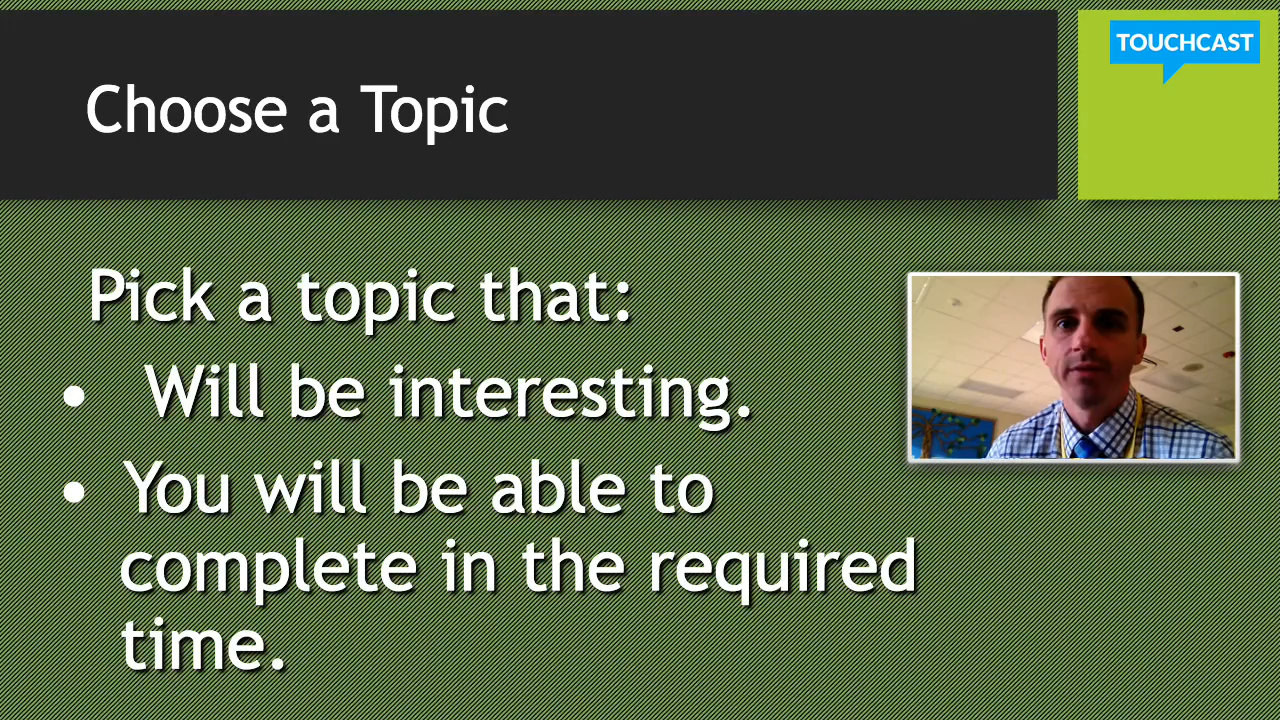 TOUCHCAST
Choose a Topic
Pick a topic that:
• Will be interesting.
• You will be able to
complete in the required
time.